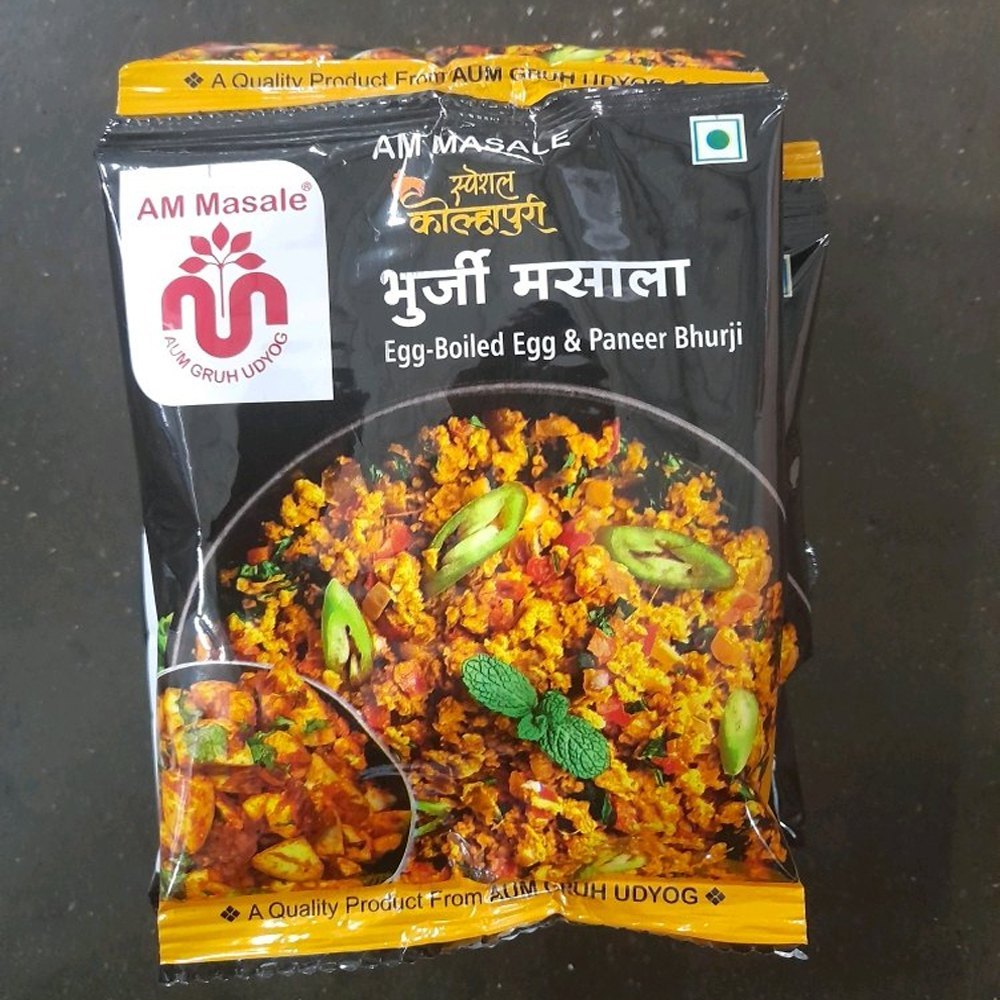 ❖ A Quality Product From AUM GRUH UDYOG
AM MASALE
AM Masale®
AUM GRUH UDYOG
स्पेशल
कोल्हापुरी
भुर्जी मसाला
Egg-Boiled Egg & Paneer Bhurji
❖ A Quality Product From AUM GRUH UDYOG ❖